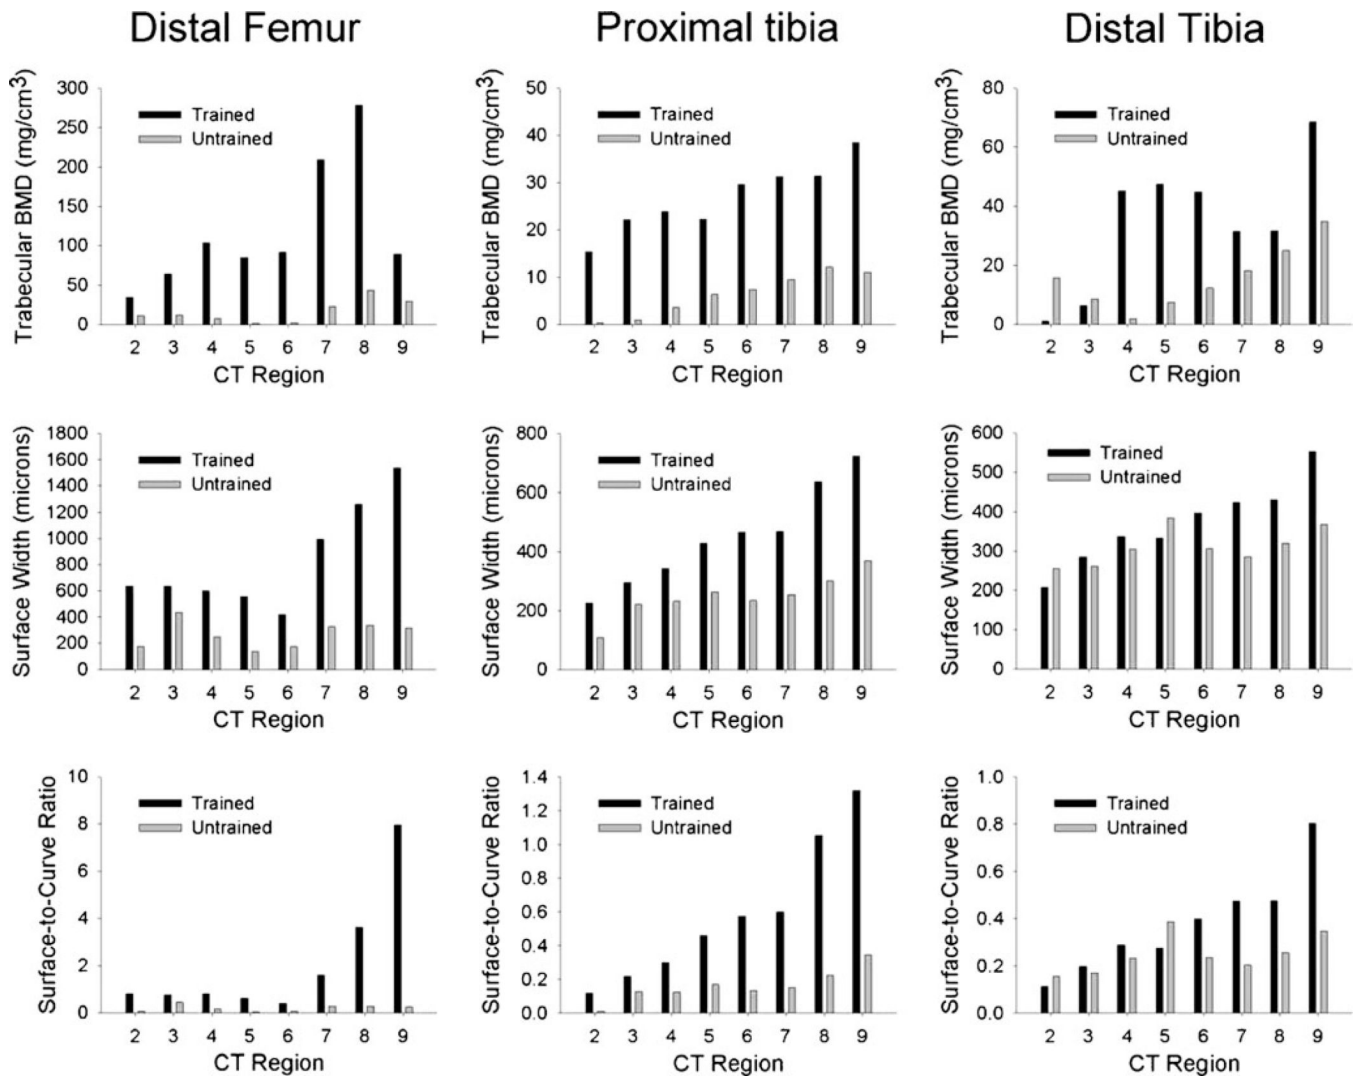 Distal Femur
Proximal tibia
Distal Tibia
Trabecular BMD (mg/cm³)
300
250
200
150
100
50
0
Trained
Untrained
2 3 4 5 6 7 8 9
CT Region
Trabecular BMD (mg/cm³)
50
40
30
20
10
0
Trained
Untrained
2 3 4 5 6 7 8 9
CT Region
Trabecular BMD (mg/cm³)
80
60
40
20
0
Trained
Untrained
2 3 4 5 6 7 8 9
CT Region
Surface Width (microns)
1800
1600
1400
1200
1000
800
600
400
200
0
Trained
Untrained
2 3 4 5 6 7 8 9
CT Region
Surface Width (microns)
800
600
400
200
0
Trained
Untrained
2 3 4 5 6 7 8 9
CT Region
Surface Width (microns)
600
500
400
300
200
100
0
Trained
Untrained
2 3 4 5 6 7 8 9
CT Region
Surface-to-Curve Ratio
10
8
6
4
2
0
Trained
Untrained
2 3 4 5 6 7 8 9
CT Region
Surface-to-Curve Ratio
1.4
1.2
1.0
0.8
0.6
0.4
0.2
0.0
Trained
Untrained
2 3 4 5 6 7 8 9
CT Region
Surface-to-Curve Ratio
1.0
0.8
0.6
0.4
0.2
0.0
Trained
Untrained
2 3 4 5 6 7 8 9
CT Region